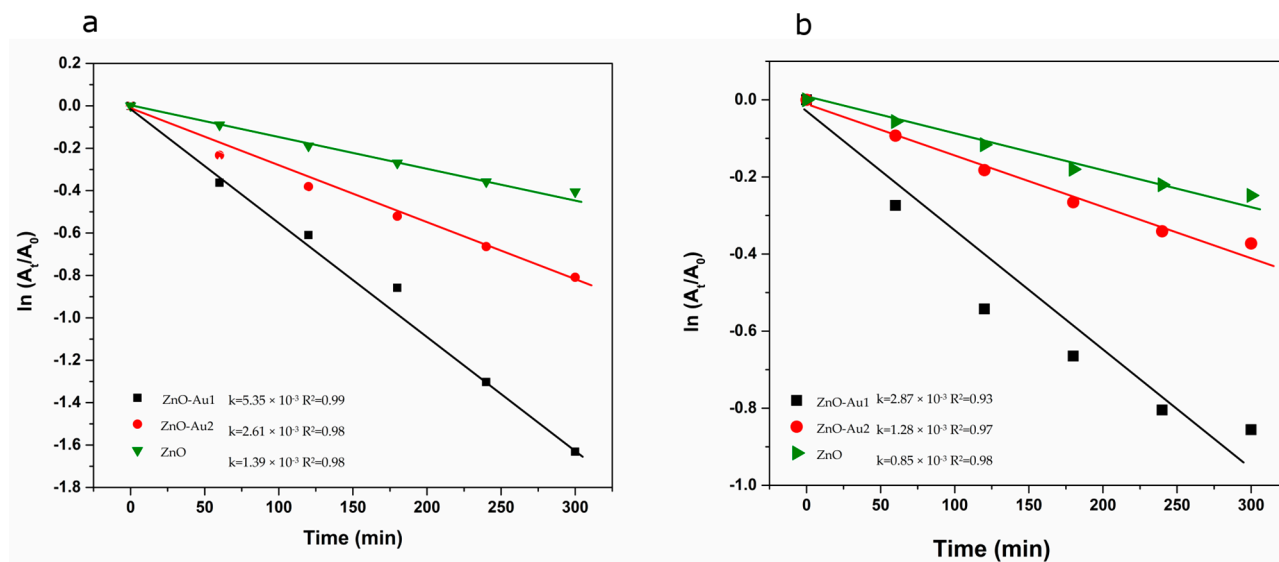 a
0.2
0.0
-0.2
-0.4
-0.6
-0.8
-1.0
-1.2
-1.4
-1.6
-1.8
ln (At/A0)
ZnO-Au1 k=5.35 × 10⁻³ R²=0.99
ZnO-Au2 k=2.61 × 10⁻³ R²=0.98
ZnO k=1.39 × 10⁻³ R²=0.98
0 50 100 150 200 250 300
Time (min)
b
0.0
-0.2
-0.4
-0.6
-0.8
-1.0
ln (At/A0)
ZnO-Au1 k=2.87 × 10⁻³ R²=0.93
ZnO-Au2 k=1.28 × 10⁻³ R²=0.97
ZnO k=0.85 × 10⁻³ R²=0.98
0 50 100 150 200 250 300
Time (min)